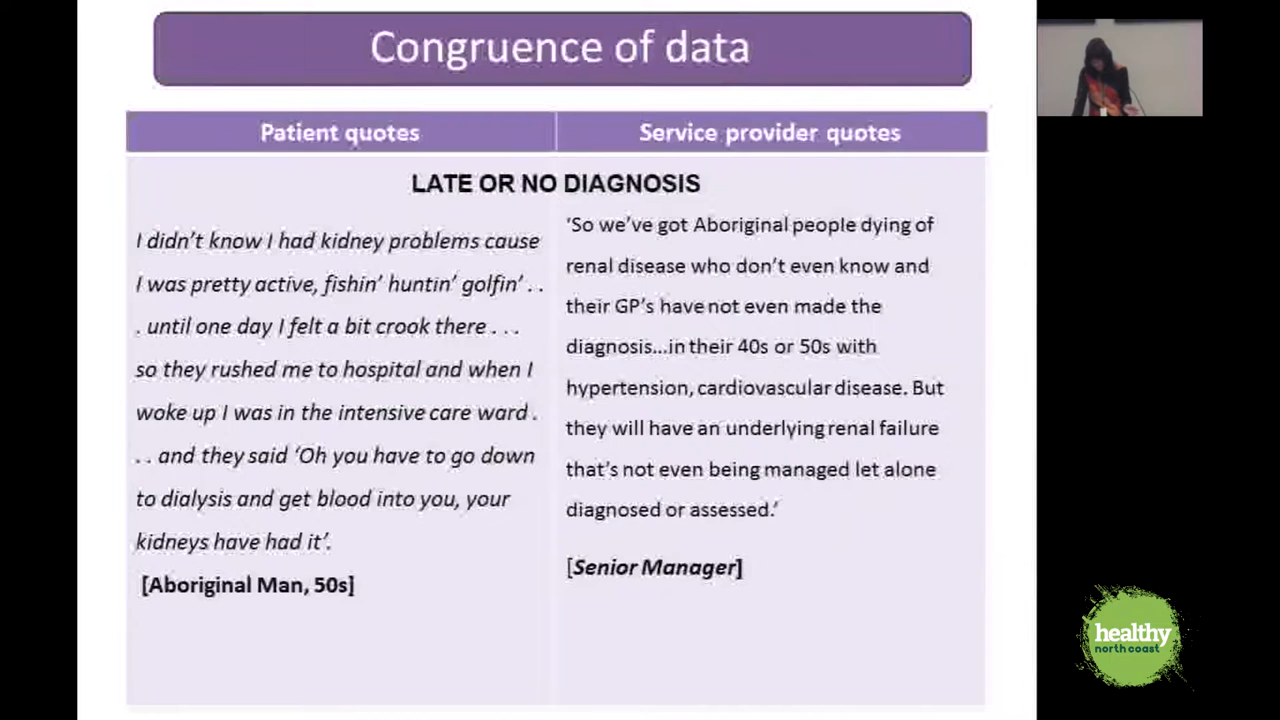 Congruence of data
Patient quotes
Service provider quotes
LATE OR NO DIAGNOSIS
I didn't know I had kidney problems cause
I was pretty active, fishin' huntin' golfin' . .
. until one day I felt a bit crook there . . .
so they rushed me to hospital and when I
woke up I was in the intensive care ward .
. . and they said 'Oh you have to go down
to dialysis and get blood into you, your
kidneys have had it'.
[Aboriginal Man, 50s]
'So we've got Aboriginal people dying of
renal disease who don't even know and
their GP's have not even made the
diagnosis...in their 40s or 50s with
hypertension, cardiovascular disease. But
they will have an underlying renal failure
that's not even being managed let alone
diagnosed or assessed.'
[Senior Manager]
healthy
north coast